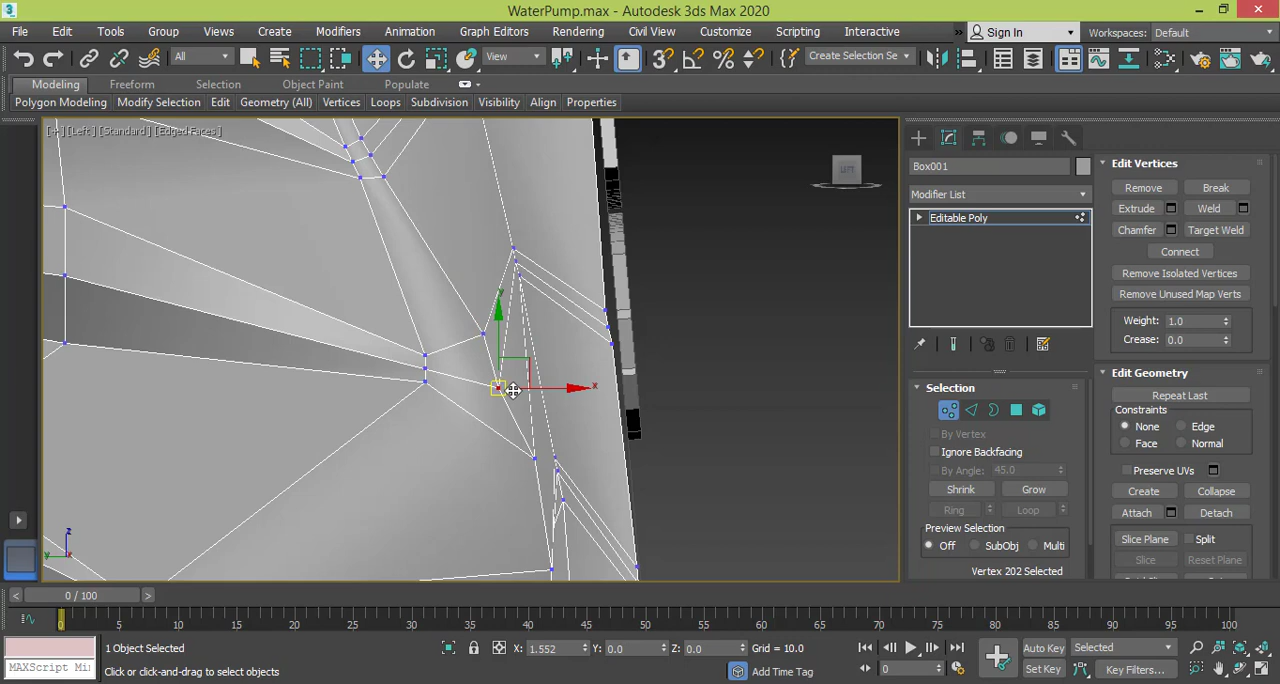 3 WaterPump.max - Autodesk 3ds Max 2020
File Edit Tools Group Views Create Modifiers Animation Graph Editors Rendering Civil View Customize Scripting Interactive » Sign In Workspaces: Default
All View Create Selection Se
Modeling Freeform Selection Object Paint Populate
Polygon Modeling Modify Selection Edit Geometry (All) Vertices Loops Subdivision Visibility Align Properties
[+] [Left] [Standard] [Edged Faces]
y
x
z
y
x
Box001
Modifier List
Editable Poly
Selection
By Vertex
Ignore Backfacing
By Angle: 45.0
Shrink Grow
Ring Loop
Preview Selection
Off SubObj Multi
Vertex 202 Selected
Edit Vertices
Remove Break
Extrude Weld
Chamfer Target Weld
Connect
Remove Isolated Vertices
Remove Unused Map Verts
Weight: 1.0
Crease: 0.0
Edit Geometry
Repeat Last
Constraints
None Edge
Face Normal
Preserve UVs
Create Collapse
Attach Detach
Slice Plane Split
Slice Reset Plane
< 0 / 100 >
0 5 10 15 20 25 30 35 40 45 50 55 60 65 70 75 80 85 90 95 100
1 Object Selected X: 1.552 Y: 0.0 Z: 0.0 Grid = 10.0 Auto Key Selected
MAXScript Mi: Click or click-and-drag to select objects Add Time Tag 0 Set Key Key Filters...